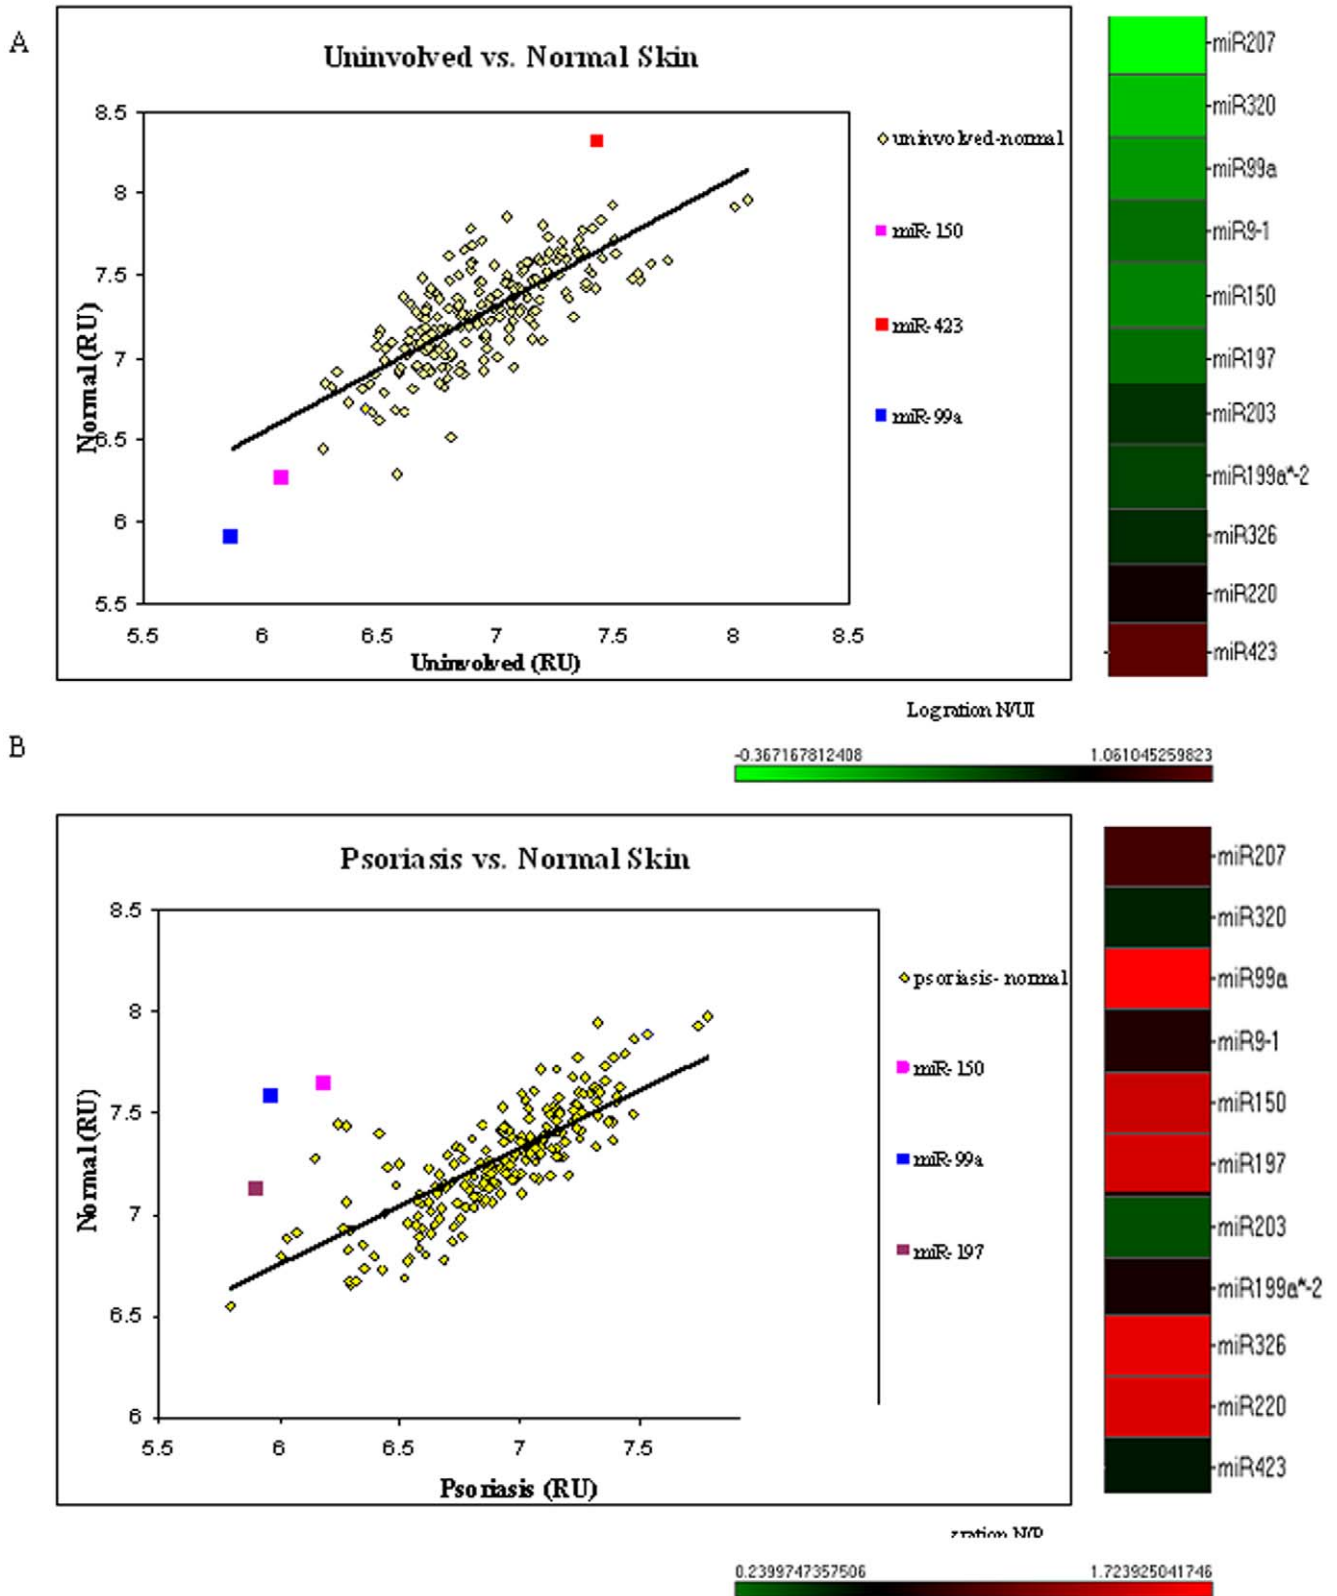 A
Uninvolved vs. Normal Skin
8.5
8
7.5
7
6.5
6
5.5
Normal(RU)
5.5 6 6.5 7 7.5 8 8.5
Uninvolved (RU)
uninvolved-normal
miR-150
miR-423
miR-99a
miR207
miR320
miR99a
miR9-1
miR150
miR197
miR203
miR199a*-2
miR326
miR220
miR423
Logration N/UI
-0.367167812408 1.061045259823
B
Psoriasis vs. Normal Skin
8.5
8
7.5
7
6.5
6
Normal(RU)
5.5 6 6.5 7 7.5
Psoriasis (RU)
psoriasis-normal
miR-150
miR-99a
miR-197
miR207
miR320
miR99a
miR9-1
miR150
miR197
miR203
miR199a*-2
miR326
miR220
miR423
0.2399747357506 1.723925041746